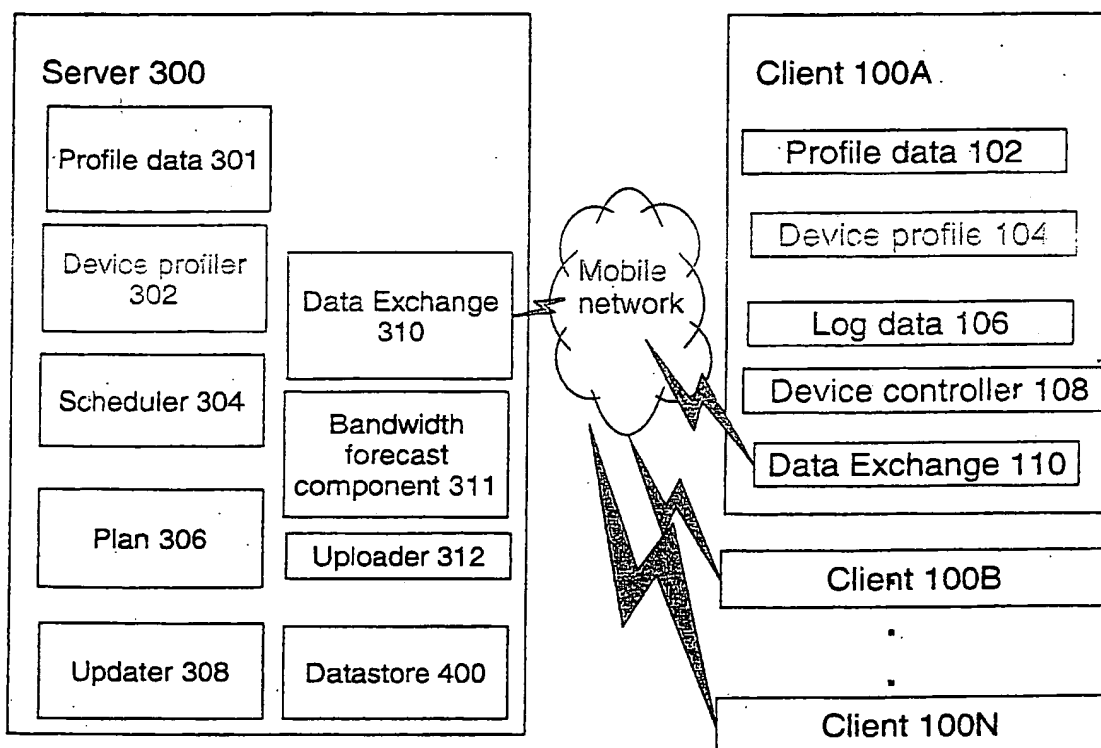 Server 300
Profile data 301
Device profiler
302
Scheduler 304
Plan 306
Updater 308
Data Exchange
310
Bandwidth
forecast
component 311
Uploader 312
Datastore 400
Mobile
network
Client 100A
Profile data 102
Device profile 104
Log data 106
Device controller 108
Data Exchange 110
Client 100B
Client 100N